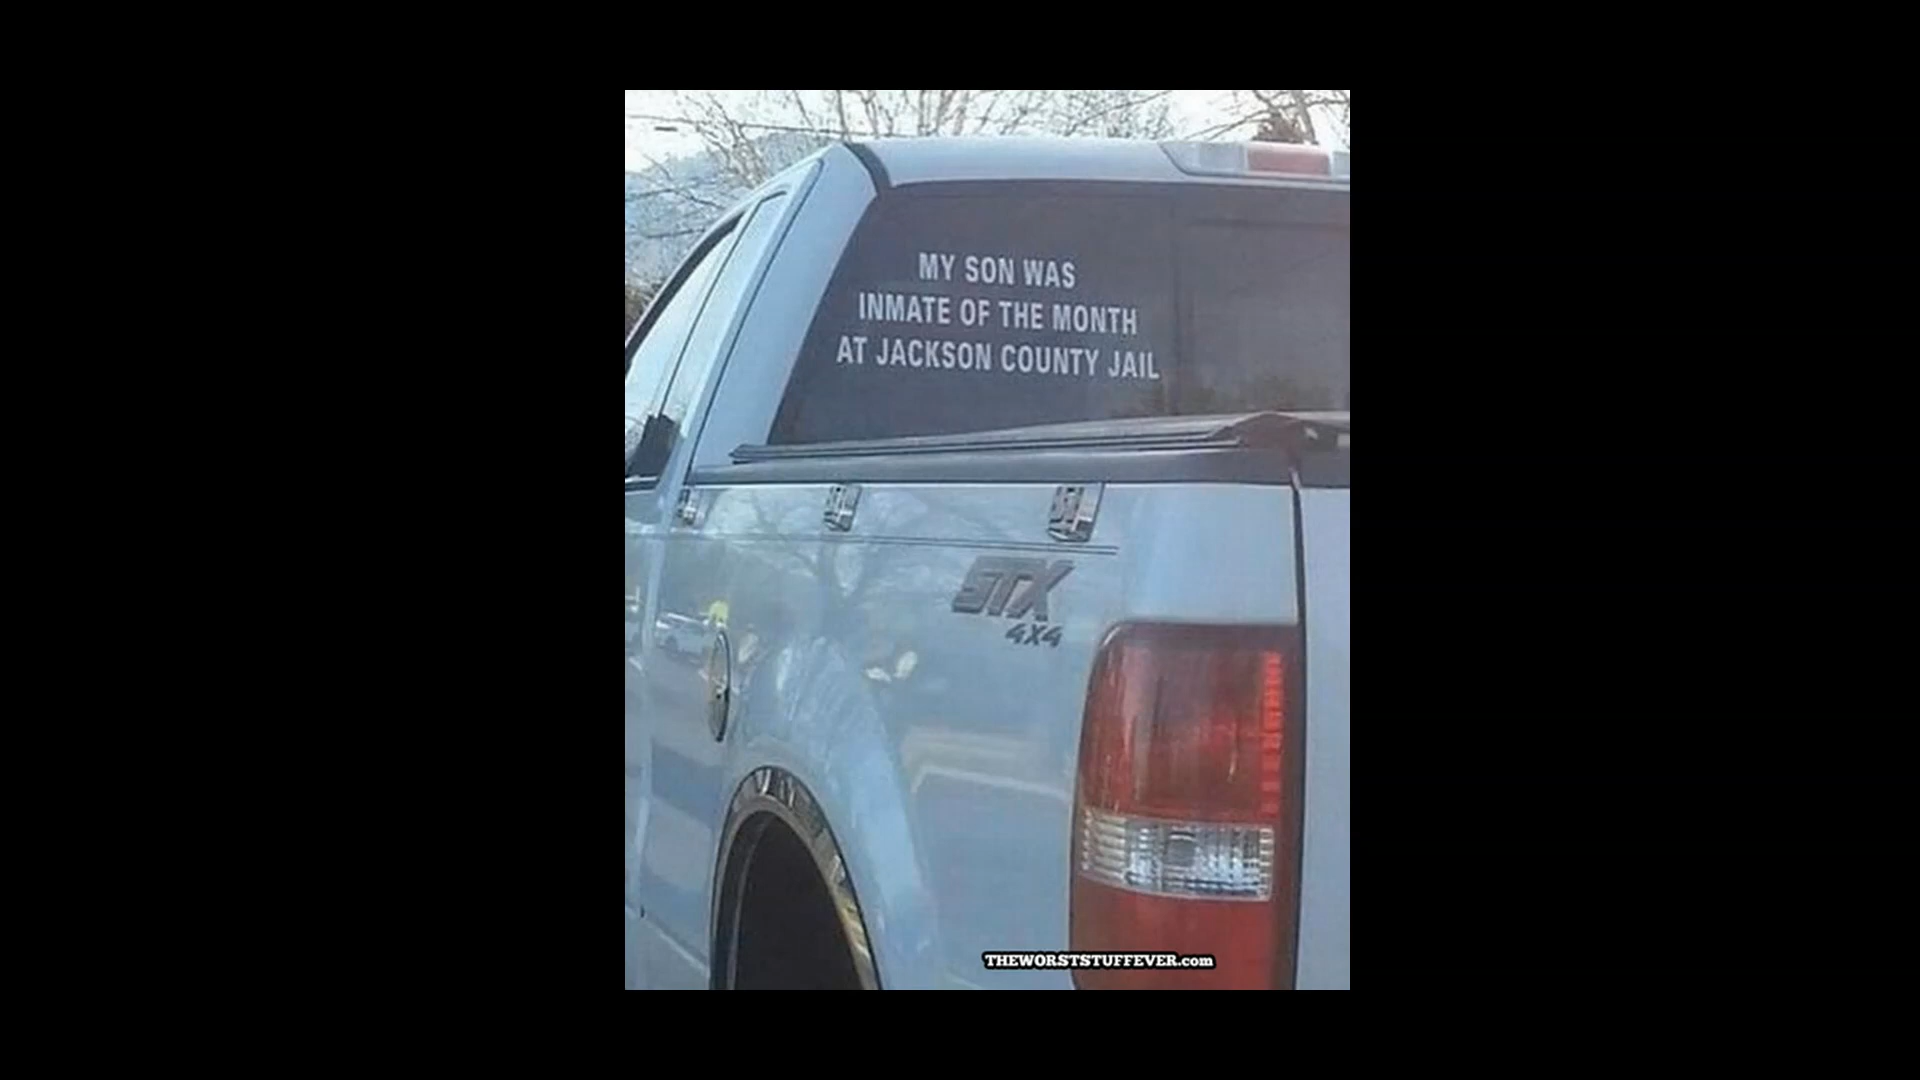 MY SON WAS
INMATE OF THE MONTH
AT JACKSON COUNTY JAIL
STX
4X4
THEWORSTSTUFFEVER.com